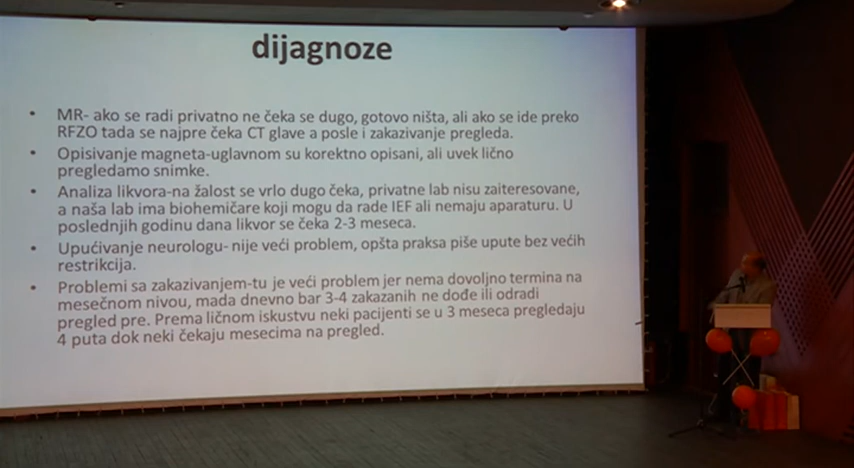 dijagnoze
• MR- ako se radi privatno ne čeka se dugo, gotovo ništa, ali ako se ide preko
RFZO tada se najpre čeka CT glave a posle i zakazivanje pregleda.
• Opisivanje magneta-uglavnom su korektno opisani, ali uvek lično
pregledamo snimke.
• Analiza likvora-na žalost se vrlo dugo čeka, privatne lab nisu zaiteresovane,
a naša lab ima biohemičare koji mogu da rade IEF ali nemaju aparaturu. U
poslednjih godinu dana likvor se čeka 2-3 meseca.
• Upućivanje neurologu- nije veći problem, opšta praksa piše upute bez većih
restrikcija.
• Problemi sa zakazivanjem-tu je veći problem jer nema dovoljno termina na
mesečnom nivou, mada dnevno bar 3-4 zakazanih ne dođe ili odradi
pregled pre. Prema ličnom iskustvu neki pacijenti se u 3 meseca pregledaju
4 puta dok neki čekaju mesecima na pregled.